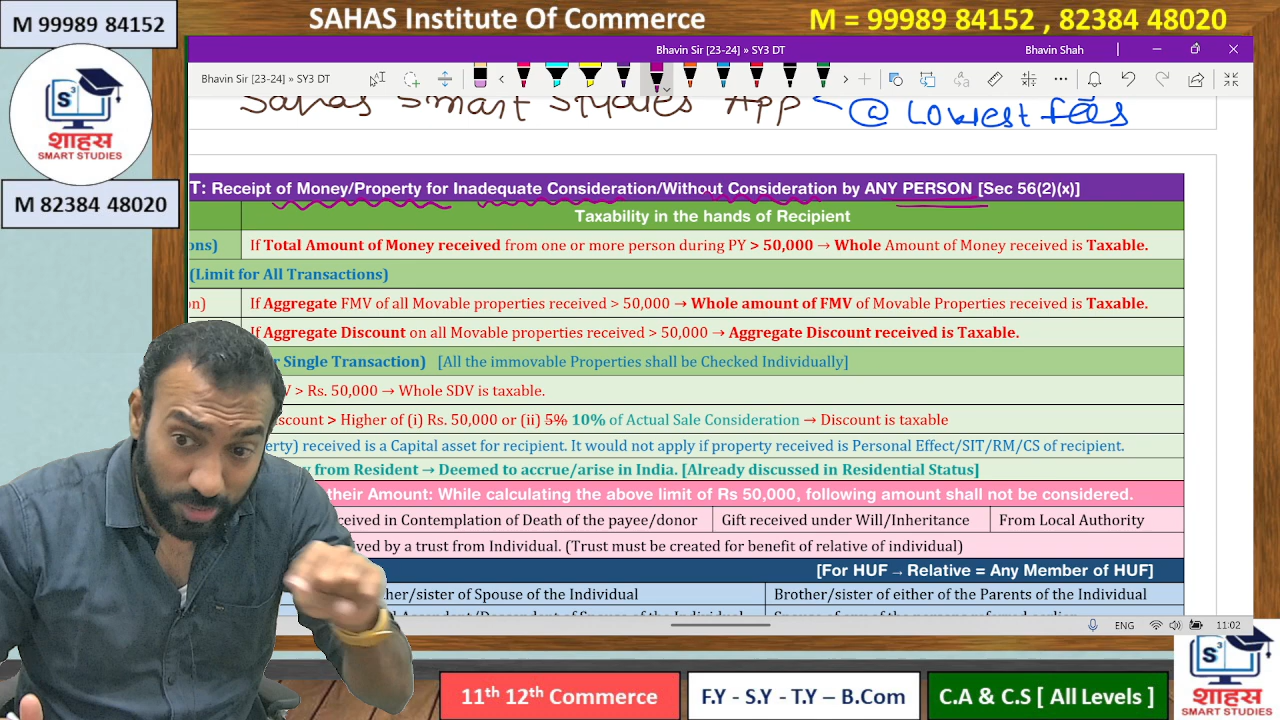 M 99989 84152
SAHAS Institute Of Commerce
M = 99989 84152 , 82384 48020
S³
शाहस
SMART STUDIES
M 82384 48020
Bhavin Sir [23-24] » SY3 DT
Bhavin Shah
Bhavin Sir [23-24] » SY3 DT
Sahas Smart Studies App @ Lowest fees
T: Receipt of Money/Property for Inadequate Consideration/Without Consideration by ANY PERSON [Sec 56(2)(x)]
Taxability in the hands of Recipient
ons) If Total Amount of Money received from one or more person during PY > 50,000 → Whole Amount of Money received is Taxable.
(Limit for All Transactions)
on) If Aggregate FMV of all Movable properties received > 50,000 → Whole amount of FMV of Movable Properties received is Taxable.
If Aggregate Discount on all Movable properties received > 50,000 → Aggregate Discount received is Taxable.
r Single Transaction) [All the immovable Properties shall be Checked Individually]
V > Rs. 50,000 → Whole SDV is taxable.
scount > Higher of (i) Rs. 50,000 or (ii) 5% 10% of Actual Sale Consideration → Discount is taxable
erty) received is a Capital asset for recipient. It would not apply if property received is Personal Effect/SIT/RM/CS of recipient.
y from Resident → Deemed to accrue/arise in India. [Already discussed in Residential Status]
their Amount: While calculating the above limit of Rs 50,000, following amount shall not be considered.
ceived in Contemplation of Death of the payee/donor Gift received under Will/Inheritance From Local Authority
ived by a trust from Individual. (Trust must be created for benefit of relative of individual)
[For HUF → Relative = Any Member of HUF]
her/sister of Spouse of the Individual Brother/sister of either of the Parents of the Individual
ENG 11:02
11th 12th Commerce
F.Y - S.Y - T.Y – B.Com
C.A & C.S [ All Levels ]
S³
शाहस
SMART STUDIES